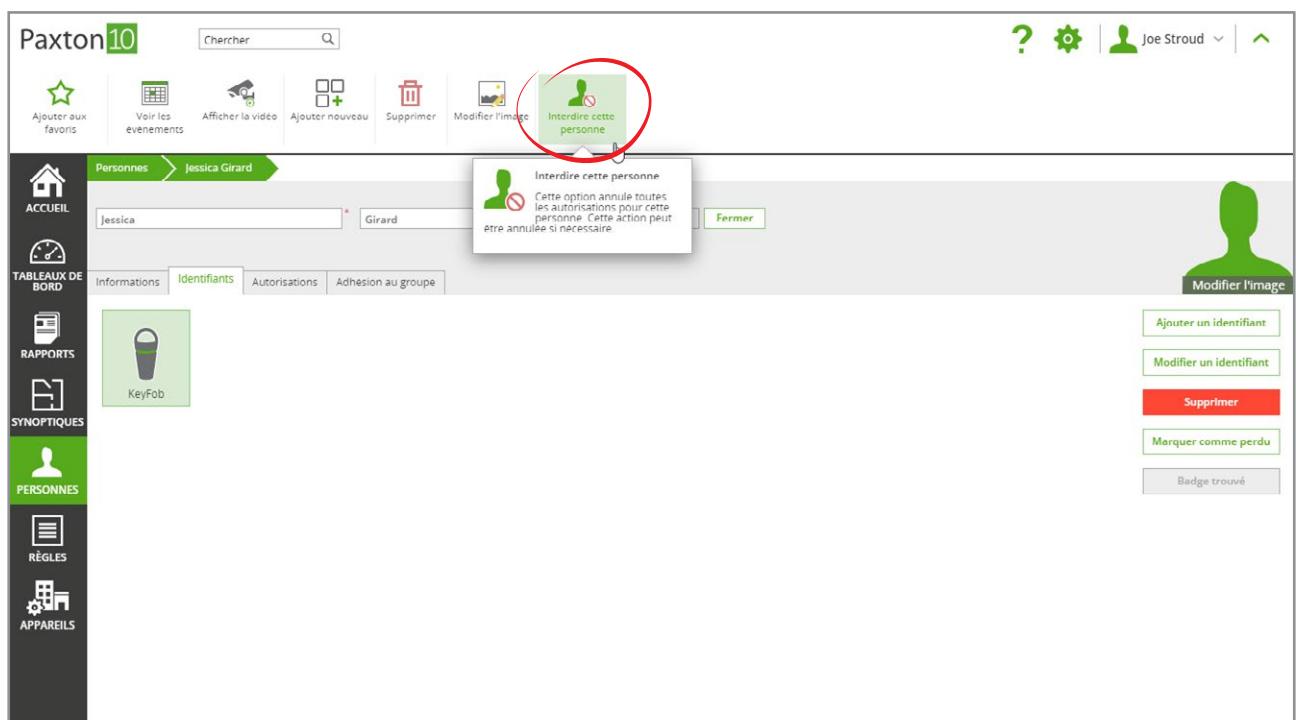 Paxton10
Chercher
?
Joe Stroud
Ajouter aux
favoris
Voir les
évènements
Afficher la vidéo
Ajouter nouveau
Supprimer
Modifier l'image
Interdire cette
personne
Personnes
Jessica Girard
Interdire cette personne
Cette option annule toutes
les autorisations pour cette
personne. Cette action peut
être annulée si nécessaire
Jessica
*
Girard
Fermer
Modifier l'image
Informations
Identifiants
Autorisations
Adhésion au groupe
KeyFob
Ajouter un identifiant
Modifier un identifiant
Supprimer
Marquer comme perdu
Badge trouvé
ACCUEIL
TABLEAUX DE
BORD
RAPPORTS
SYNOPTIQUES
PERSONNES
RÈGLES
APPAREILS